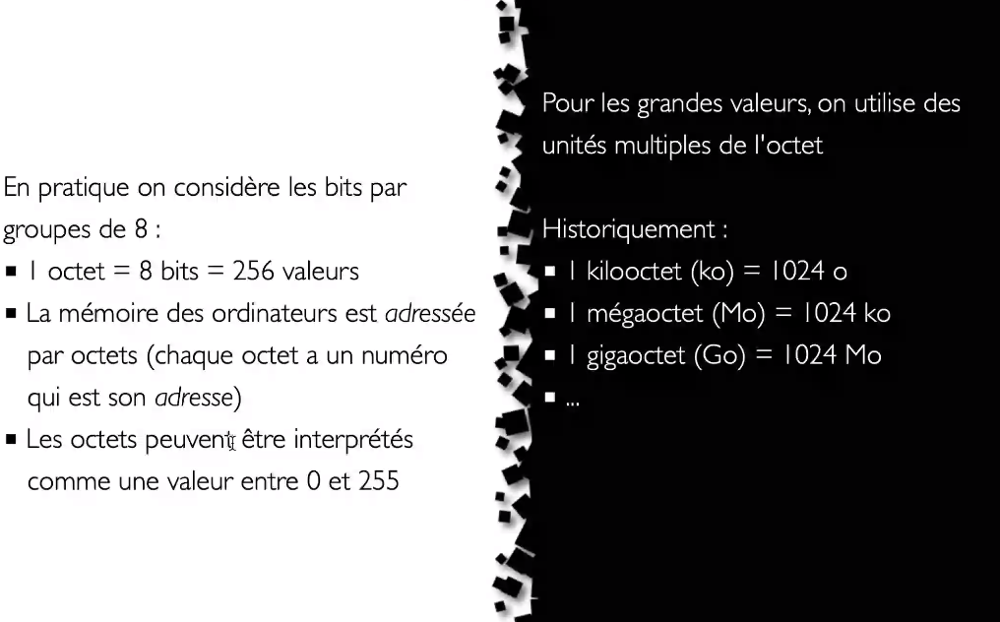 En pratique on considère les bits par
groupes de 8 :
▪ 1 octet = 8 bits = 256 valeurs
▪ La mémoire des ordinateurs est adressée
par octets (chaque octet a un numéro
qui est son adresse)
▪ Les octets peuvent être interprétés
comme une valeur entre 0 et 255
Pour les grandes valeurs, on utilise des
unités multiples de l'octet
Historiquement :
▪ 1 kilooctet (ko) = 1024 o
▪ 1 mégaoctet (Mo) = 1024 ko
▪ 1 gigaoctet (Go) = 1024 Mo
▪ ...